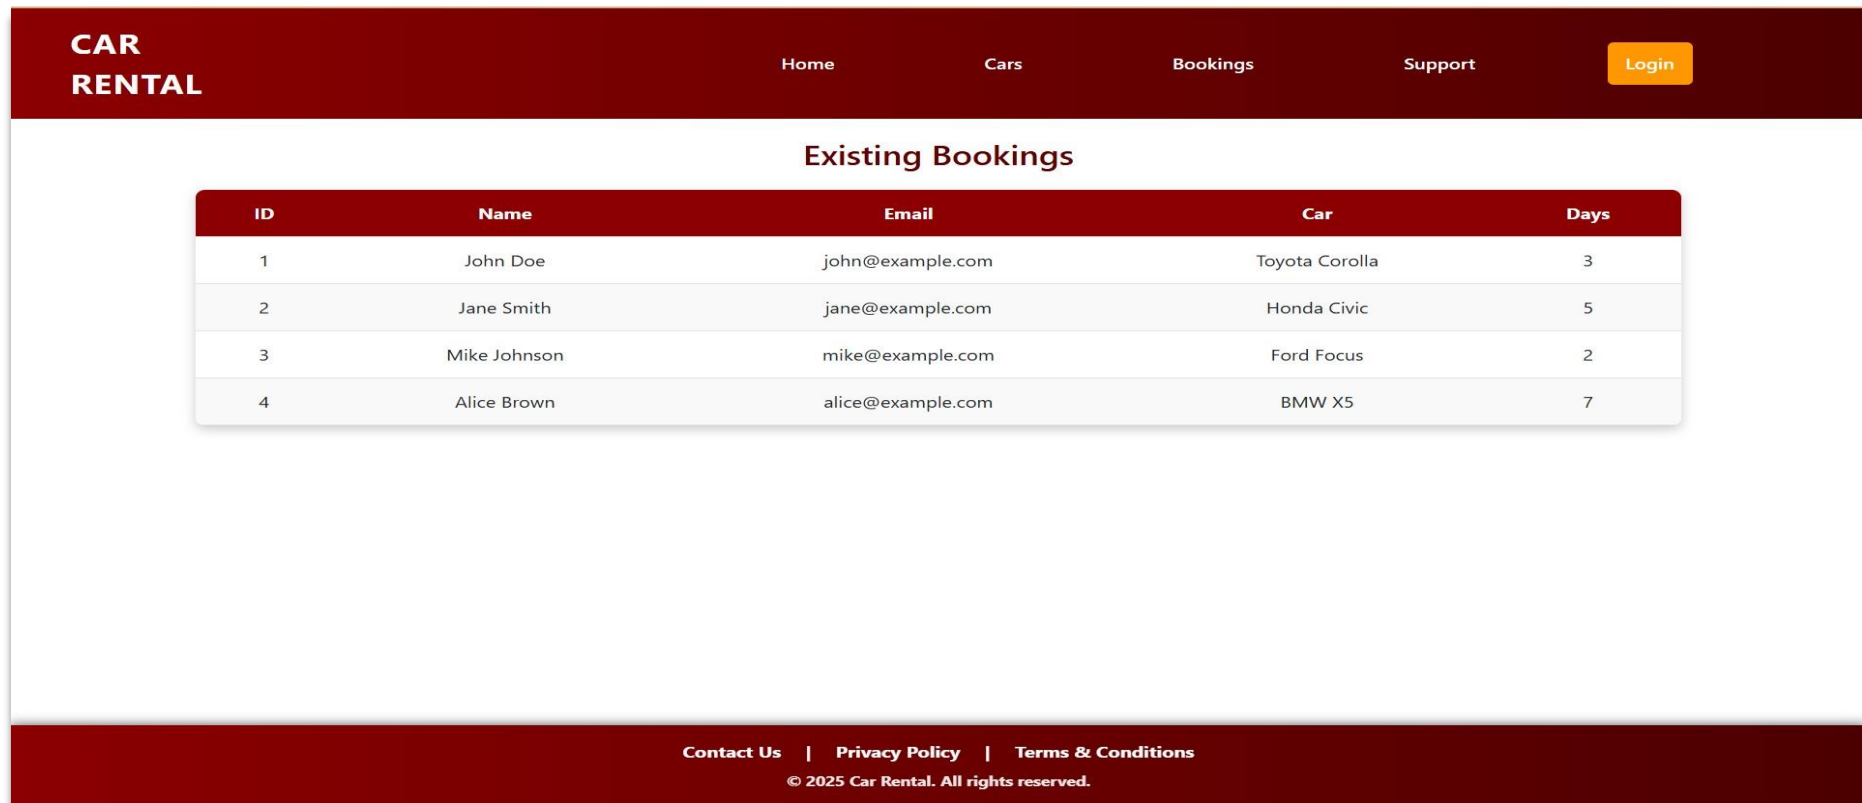 CAR
RENTAL
Home Cars Bookings Support Login
Existing Bookings
ID Name Email Car Days
1 John Doe john@example.com Toyota Corolla 3
2 Jane Smith jane@example.com Honda Civic 5
3 Mike Johnson mike@example.com Ford Focus 2
4 Alice Brown alice@example.com BMW X5 7
Contact Us | Privacy Policy | Terms & Conditions
© 2025 Car Rental. All rights reserved.